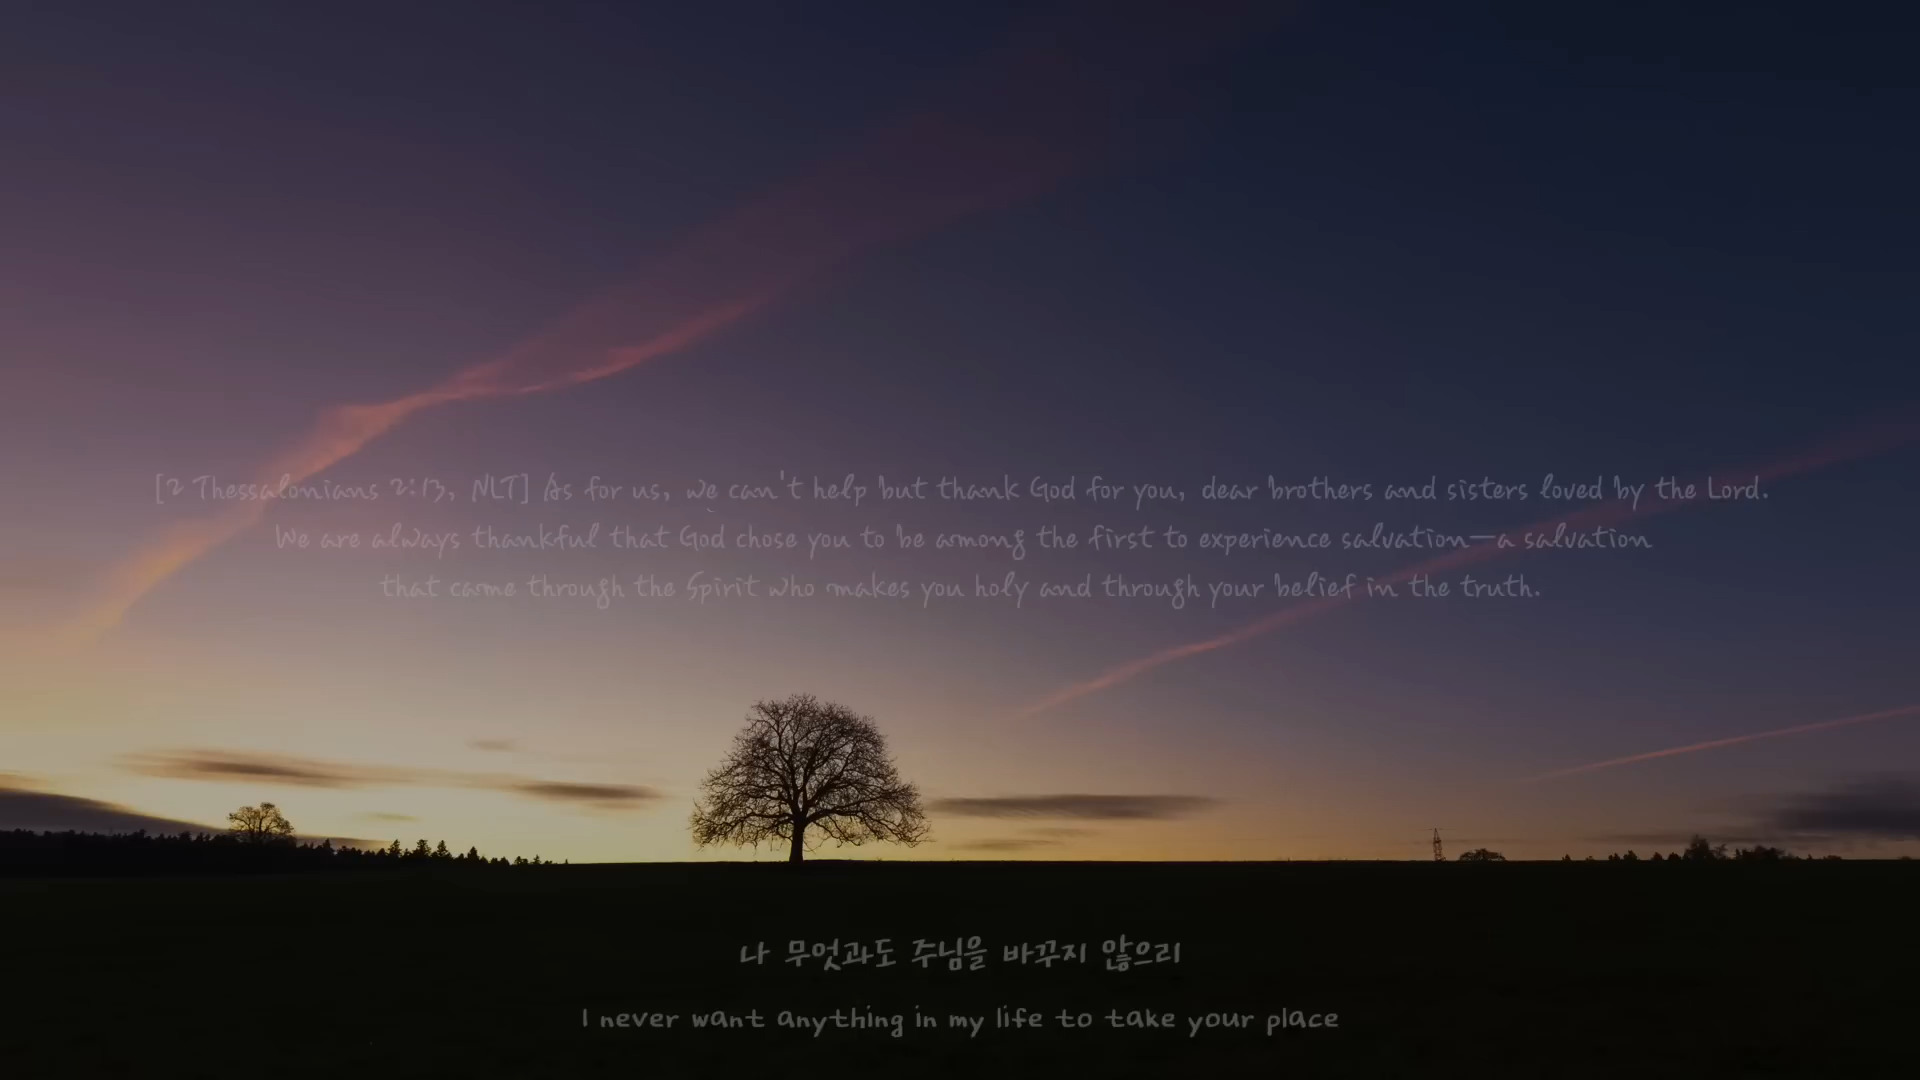 [2 Thessalonians 2:13, NLT] As for us, we can't help but thank God for you, dear brothers and sisters loved by the Lord.
We are always thankful that God chose you to be among the first to experience salvation—a salvation
that came through the Spirit who makes you holy and through your belief in the truth.
나 무엇과도 주님을 바꾸지 않으리
I never want anything in my life to take your place